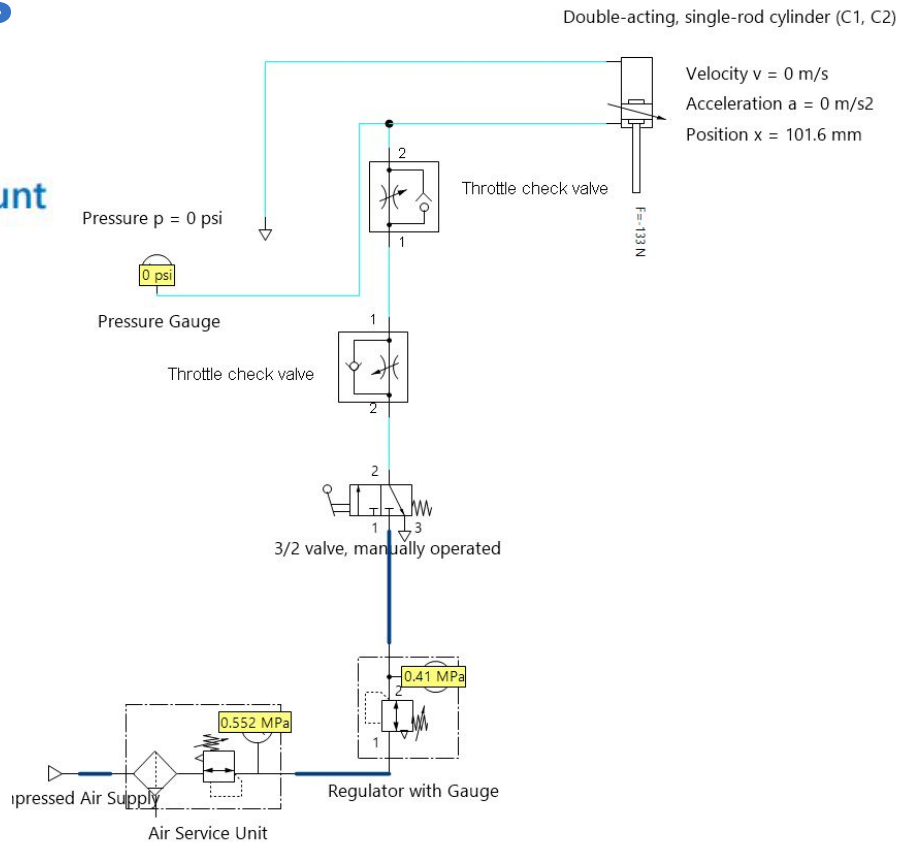 Double-acting, single-rod cylinder (C1, C2)
Velocity v = 0 m/s
Acceleration a = 0 m/s2
Position x = 101.6 mm
2
Throttle check valve
unt
F=-133 N
Pressure p = 0 psi
1
0 psi
Pressure Gauge
1
Throttle check valve
2
2
1
3
3/2 valve, manually operated
0.41 MPa
2
0.552 MPa
1
Regulator with Gauge
pressed Air Supply
Air Service Unit